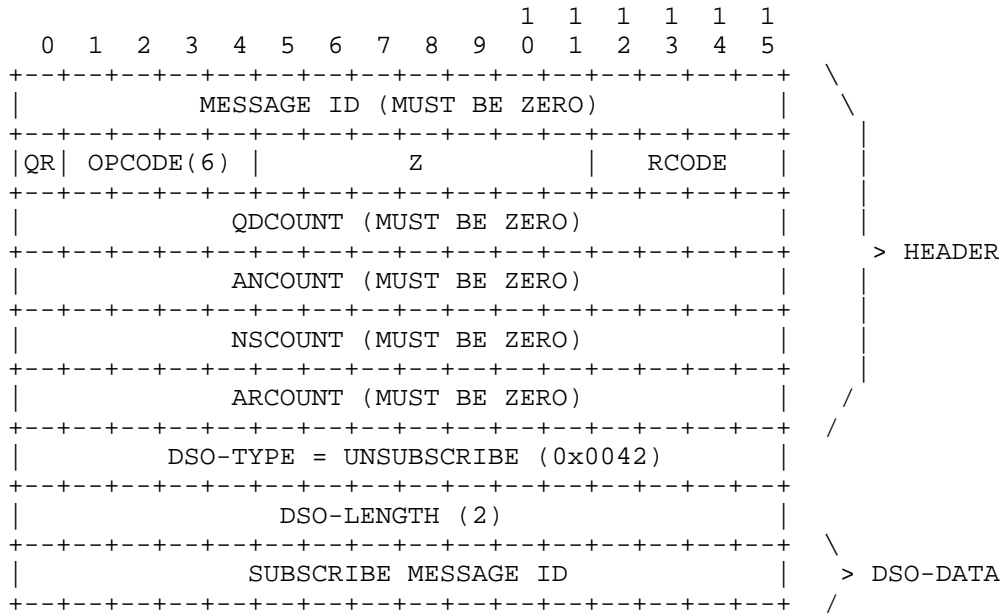 1  1  1  1  1  1
   0  1  2  3  4  5  6  7  8  9  0  1  2  3  4  5
 +--+--+--+--+--+--+--+--+--+--+--+--+--+--+--+--+  \
 |           MESSAGE ID (MUST BE ZERO)           |   \
 +--+--+--+--+--+--+--+--+--+--+--+--+--+--+--+--+    |
 |QR| OPCODE(6) |         Z          |   RCODE   |    |
 +--+--+--+--+--+--+--+--+--+--+--+--+--+--+--+--+    |
 |             QDCOUNT (MUST BE ZERO)            |    |
 +--+--+--+--+--+--+--+--+--+--+--+--+--+--+--+--+     > HEADER
 |             ANCOUNT (MUST BE ZERO)            |    |
 +--+--+--+--+--+--+--+--+--+--+--+--+--+--+--+--+    |
 |             NSCOUNT (MUST BE ZERO)            |    |
 +--+--+--+--+--+--+--+--+--+--+--+--+--+--+--+--+    |
 |             ARCOUNT (MUST BE ZERO)            |   /
 +--+--+--+--+--+--+--+--+--+--+--+--+--+--+--+--+  /
 |         DSO-TYPE = UNSUBSCRIBE (0x0042)       |
 +--+--+--+--+--+--+--+--+--+--+--+--+--+--+--+--+
 |                DSO-LENGTH (2)                 |
 +--+--+--+--+--+--+--+--+--+--+--+--+--+--+--+--+  \
 |              SUBSCRIBE MESSAGE ID             |   > DSO-DATA
 +--+--+--+--+--+--+--+--+--+--+--+--+--+--+--+--+  /